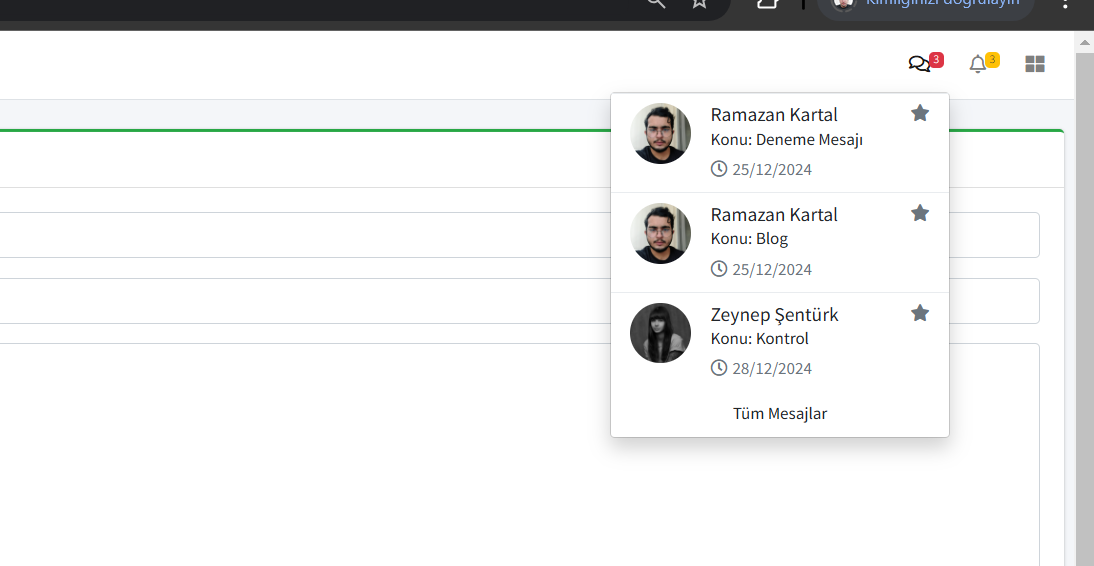 Kimliğinizi doğrulayın
3
3
Ramazan Kartal
Konu: Deneme Mesajı
25/12/2024
Ramazan Kartal
Konu: Blog
25/12/2024
Zeynep Şentürk
Konu: Kontrol
28/12/2024
Tüm Mesajlar